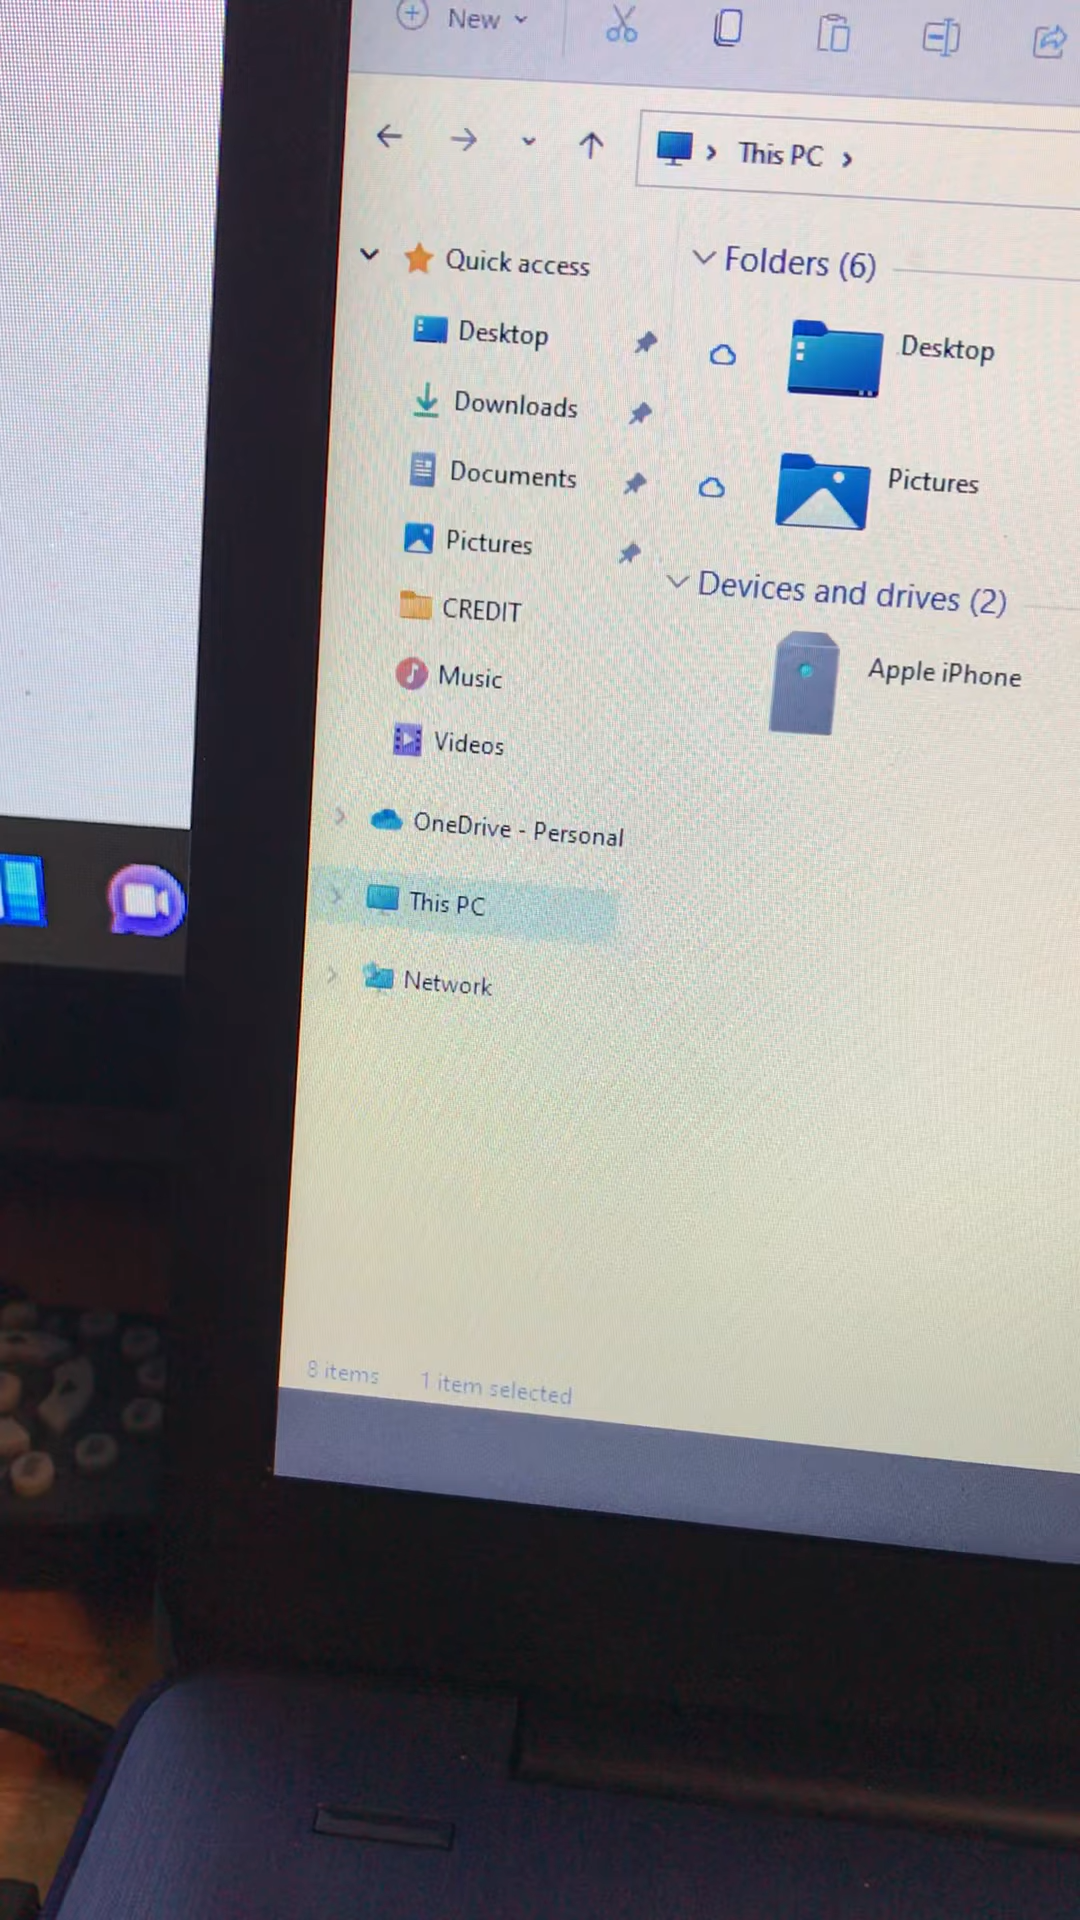 New
This PC
Quick access
Desktop
Downloads
Documents
Pictures
CREDIT
Music
Videos
OneDrive - Personal
This PC
Network
Folders (6)
Desktop
Pictures
Devices and drives (2)
Apple iPhone
8 items
1 item selected